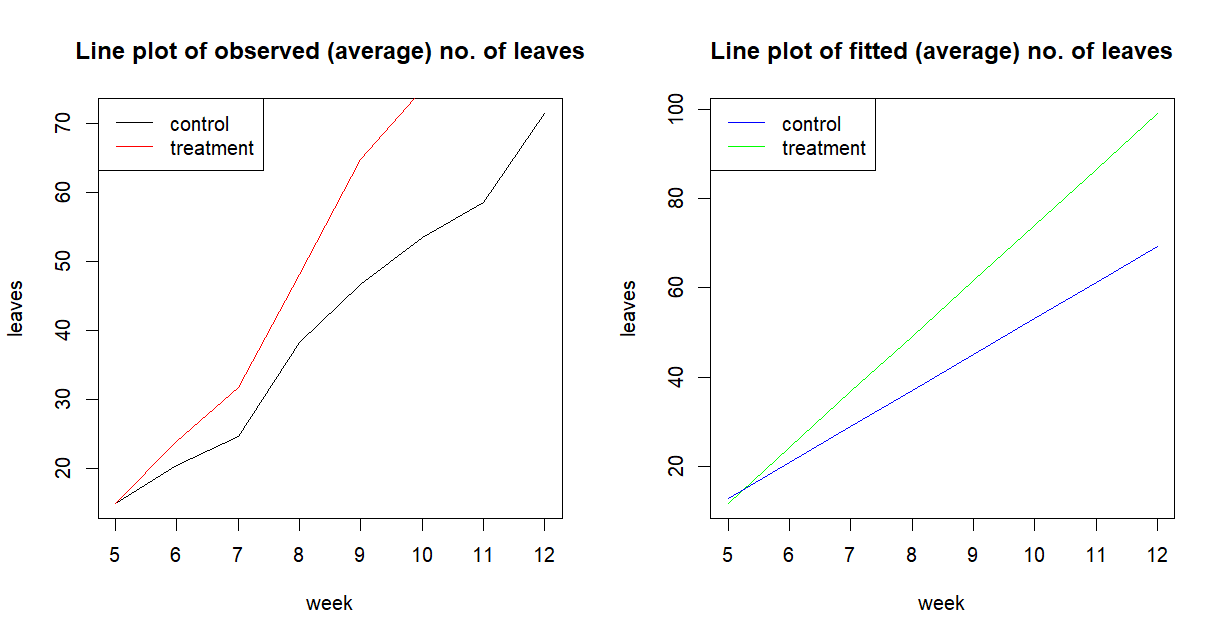 Line plot of observed (average) no. of leaves
control
treatment
70
60
50
40
30
20
leaves
5 6 7 8 9 10 11 12
week
Line plot of fitted (average) no. of leaves
control
treatment
100
80
60
40
20
leaves
5 6 7 8 9 10 11 12
week